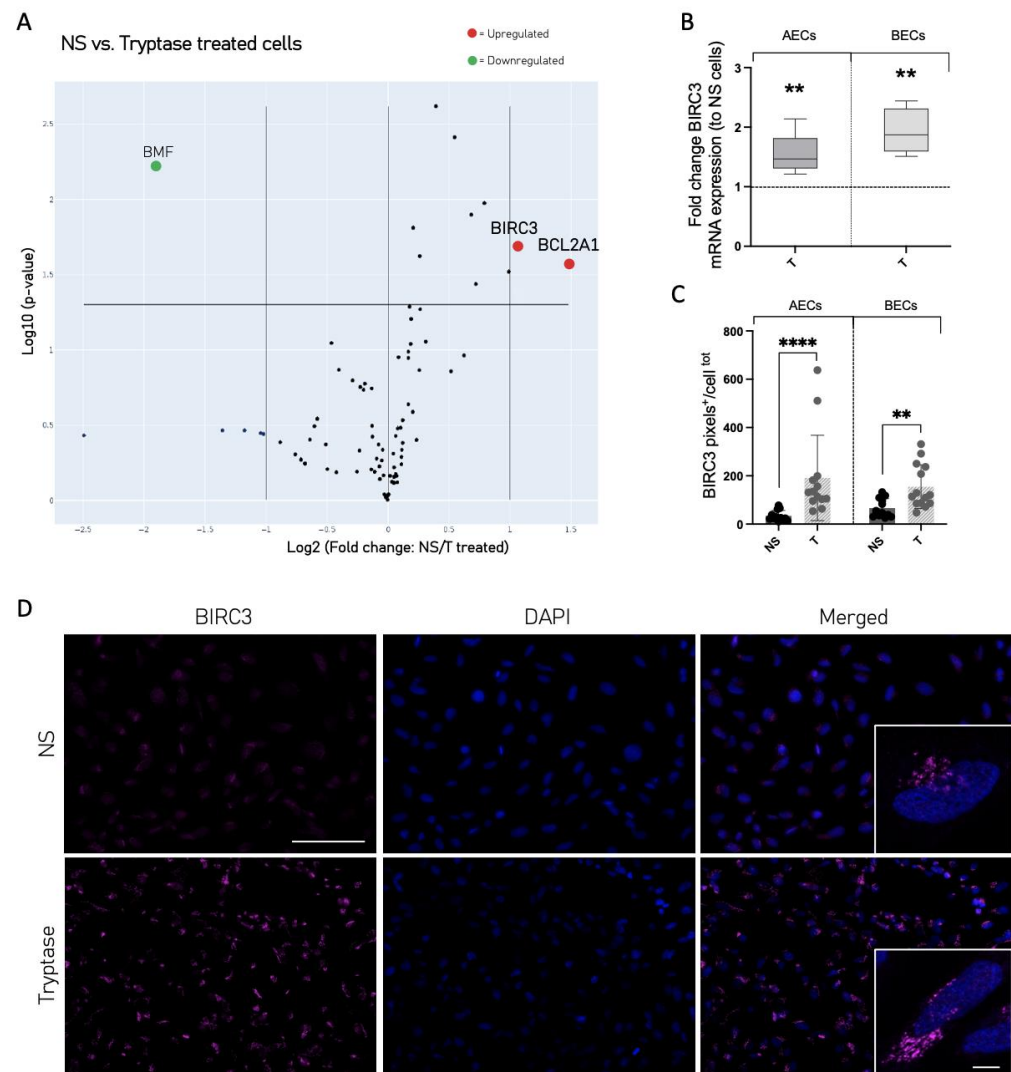 A
NS vs. Tryptase treated cells
= Upregulated
= Downregulated
BMF
BIRC3
BCL2A1
2.5
2
1.5
1
0.5
0
-2.5
-2
-1.5
-1
-0.5
0
0.5
1
1.5
Log10 (p-value)
Log2 (Fold change: NS/T treated)
B
AECs
BECs
**
**
3
2
1
0
Fold change BIRC3
mRNA expression (to NS cells)
T
T
C
AECs
BECs
****
**
800
600
400
200
0
BIRC3 pixels⁺/cell ᵗᵒᵗ
NS
T
NS
T
D
BIRC3
DAPI
Merged
NS
Tryptase